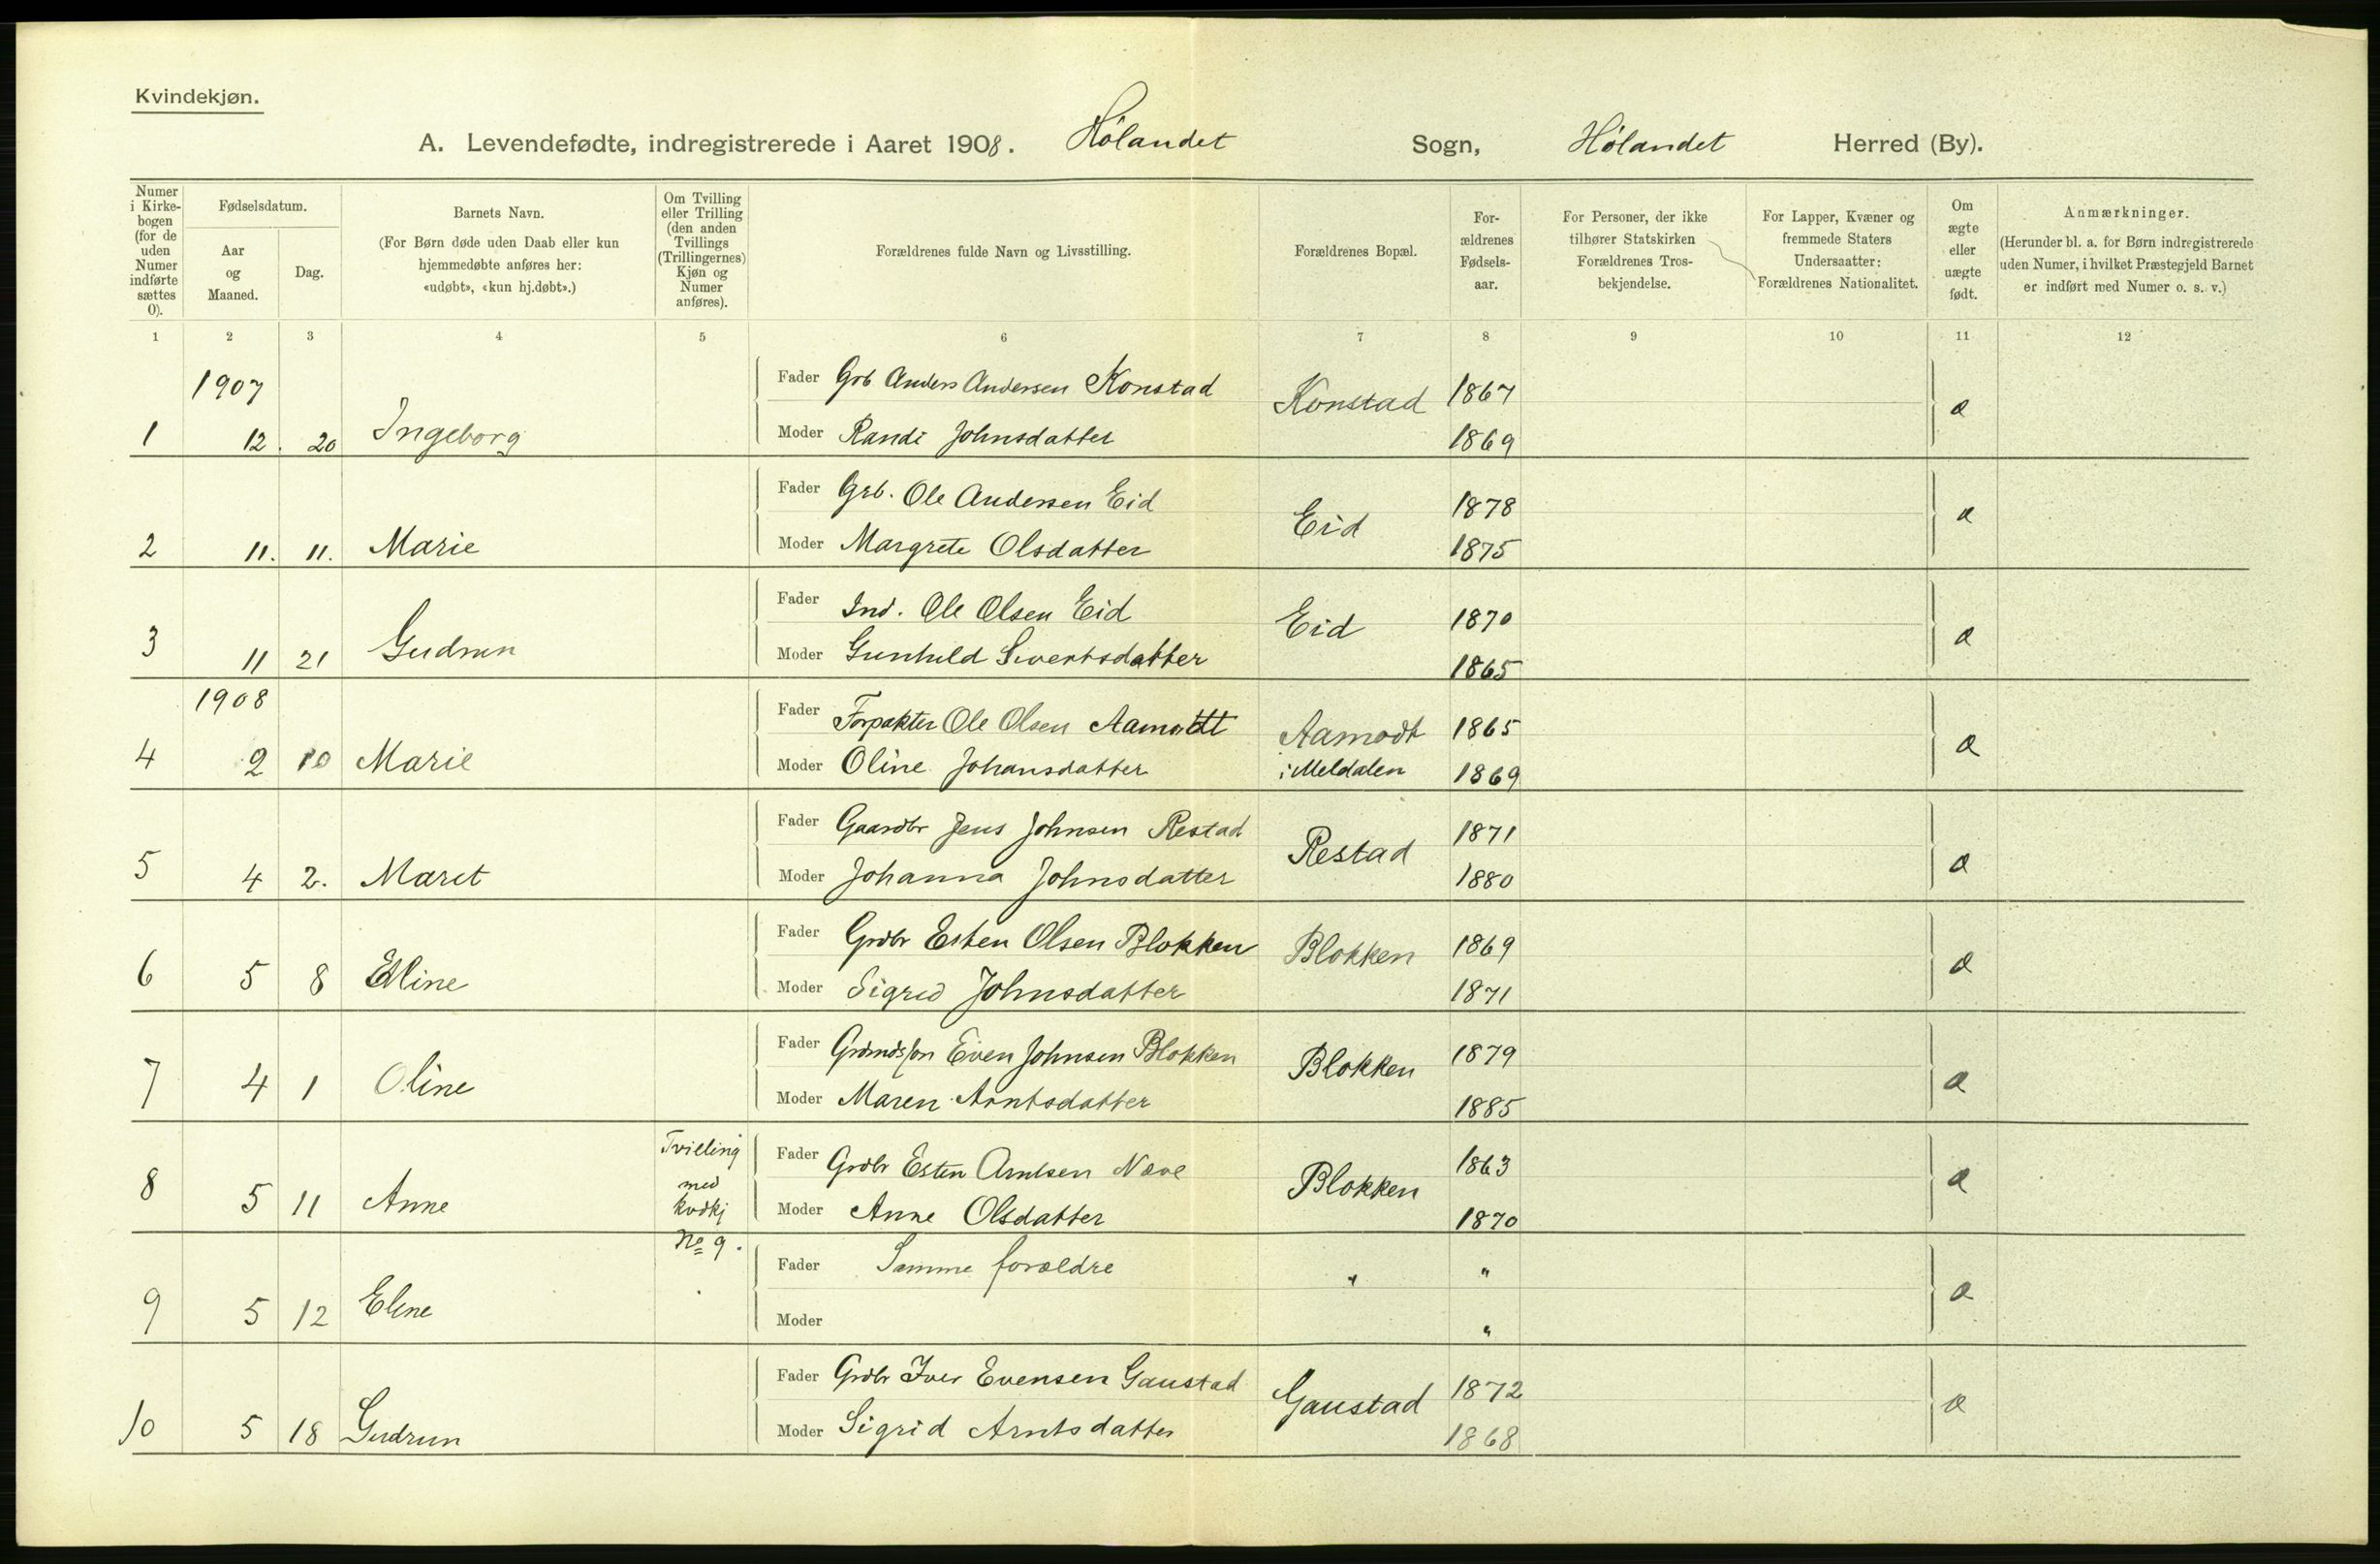 Kvindekjøn.
A. Levendefødte, indregistrerede i Aaret 1908. Hølandet Sogn, Hølandet Herred (By).
Numer i Kirkebogen (for de uden Numer indførte sættes 0).
Fødselsdatum.
Aar og Maaned.
Dag.
Barnets Navn.
(For Børn døde uden Daab eller kun hjemmedøbte anføres her: «udøbt», «kun hj.døbt».)
Om Tvilling eller Trilling (den anden Tvillings (Trillingernes) Kjøn og Numer anføres).
Forældrenes fulde Navn og Livsstilling.
Forældrenes Bopæl.
For-ældrenes Fødsels-aar.
For Personer, der ikke tilhører Statskirken Forældrenes Tros-bekjendelse.
For Lapper, Kvæner og fremmede Staters Undersaatter: Forældrenes Nationalitet.
Om ægte eller uægte født.
Anmærkninger.
(Herunder bl. a. for Børn indregistrerede uden Numer, i hvilket Præstegjeld Barnet er indført med Numer o. s. v.)
1 2 3 4 5 6 7 8 9 10 11 12
1907
Fader Grb Anders Andersen Konstad Konstad 1867 æ
1 12. 20 Ingeborg Moder Randi Johnsdatter 1869
Fader Grb. Ole Andersen Eid Eid 1878 æ
2 11. 11. Marie Moder Margrete Olsdatter 1875
Fader Ind. Ole Olsen Eid Eid 1870 æ
3 11 21 Gudrun Moder Gunhild Sivertsdatter 1865
1908
Fader Forpakter Ole Olsen Aamodt Aamodt 1865 æ
4 2 10 Marie Moder Oline Johansdatter i Meldalen 1869
Fader Gaardbr Jens Johnsen Restad Restad 1871 æ
5 4 2. Maret Moder Johanna Johnsdatter 1880
Fader Grdbr Esten Olsen Blokken Blokken 1869 æ
6 5 8 Moder Sigrid Johnsdatter 1871
Fader Even Johnsen Blokken Blokken 1879 æ
7 4 1 Oline Moder Maren Arntsdatter 1885
Tvilling
Fader Grdbr Esten Arntsen Blokken 1863 æ
med
8 5 11 Anne kvdkj Moder Anne Olsdatter 1870
No 9.
Fader Samme forældre " " æ
9 5 12 Eline Moder "
Fader Grdbr Iver Evensen Gaustad Gaustad 1872 æ
10 5 18 Gudrun Moder Sigrid Arntsdatter 1868